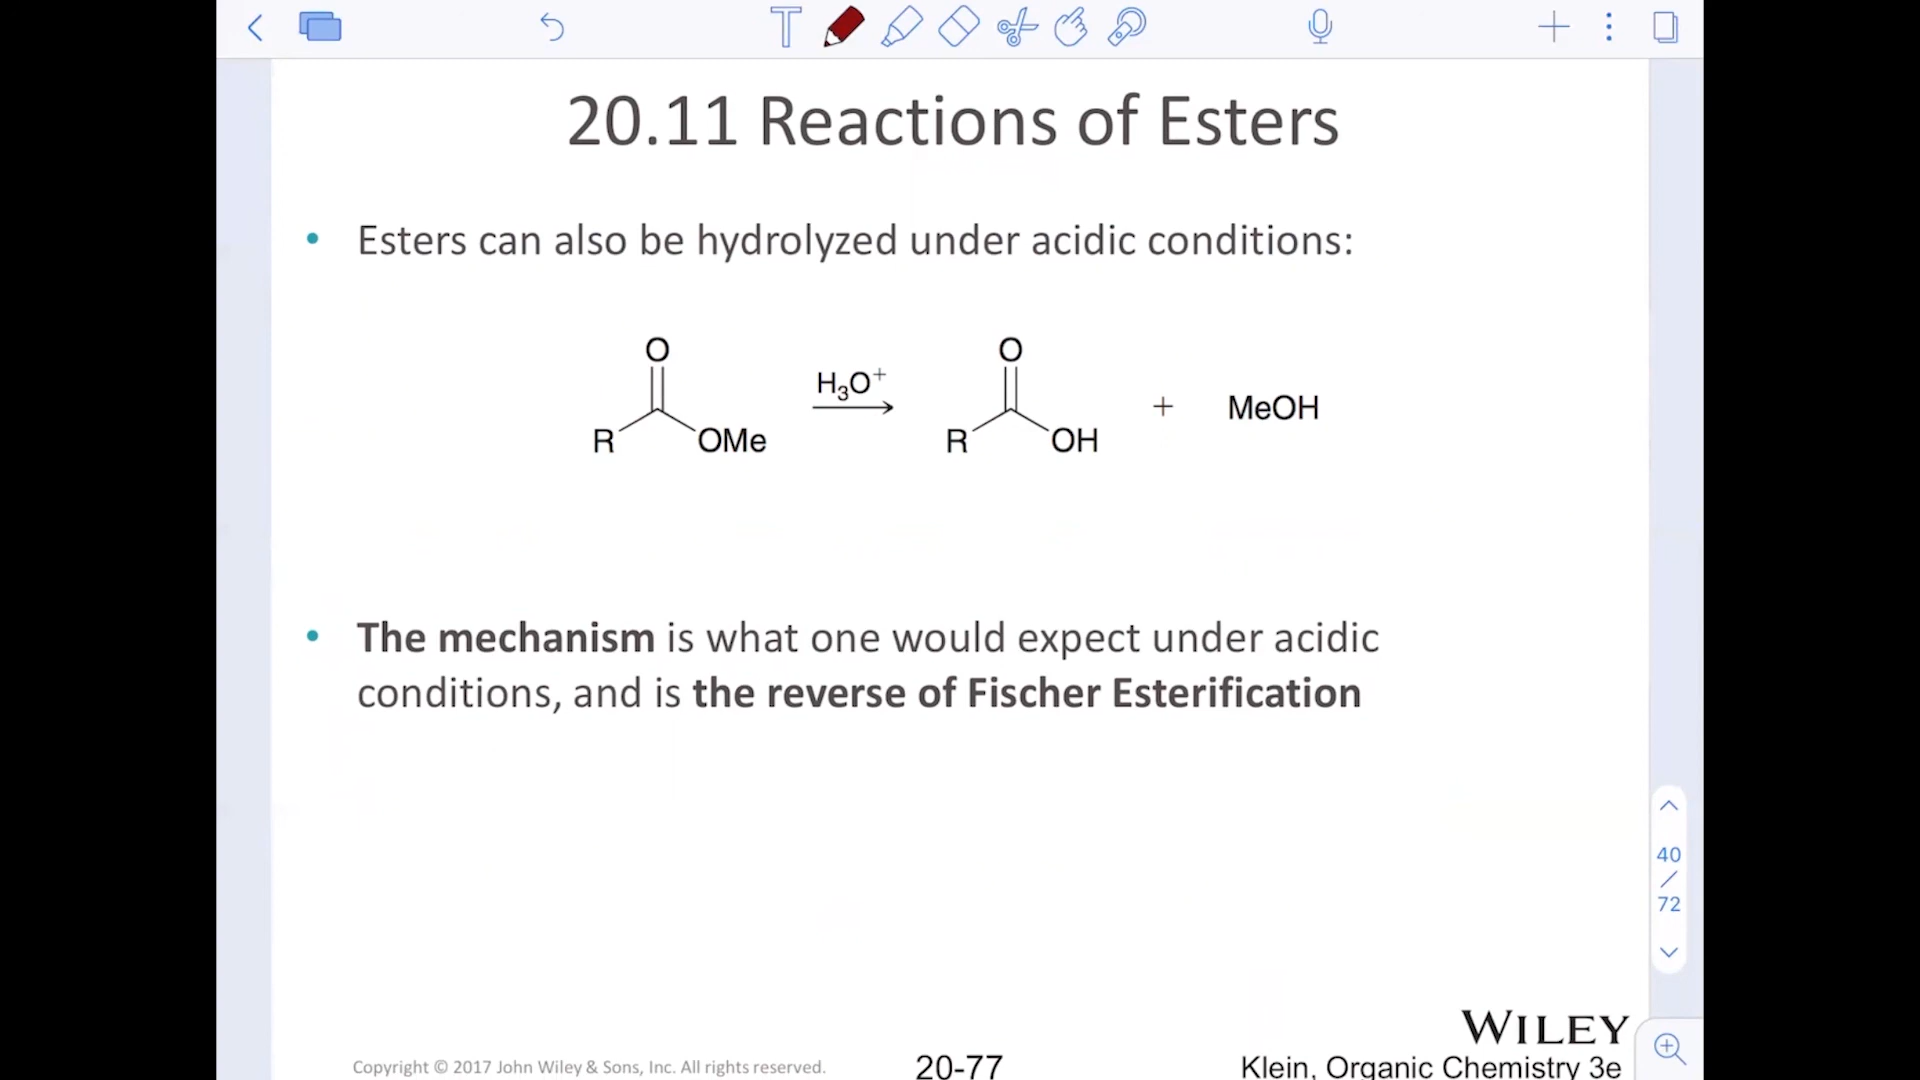 20.11 Reactions of Esters
• Esters can also be hydrolyzed under acidic conditions:
O
R
OMe
H₃O⁺
O
R
OH
+
MeOH
• The mechanism is what one would expect under acidic
conditions, and is the reverse of Fischer Esterification
40
/
72
WILEY
Copyright © 2017 John Wiley & Sons, Inc. All rights reserved.
20-77
Klein, Organic Chemistry 3e